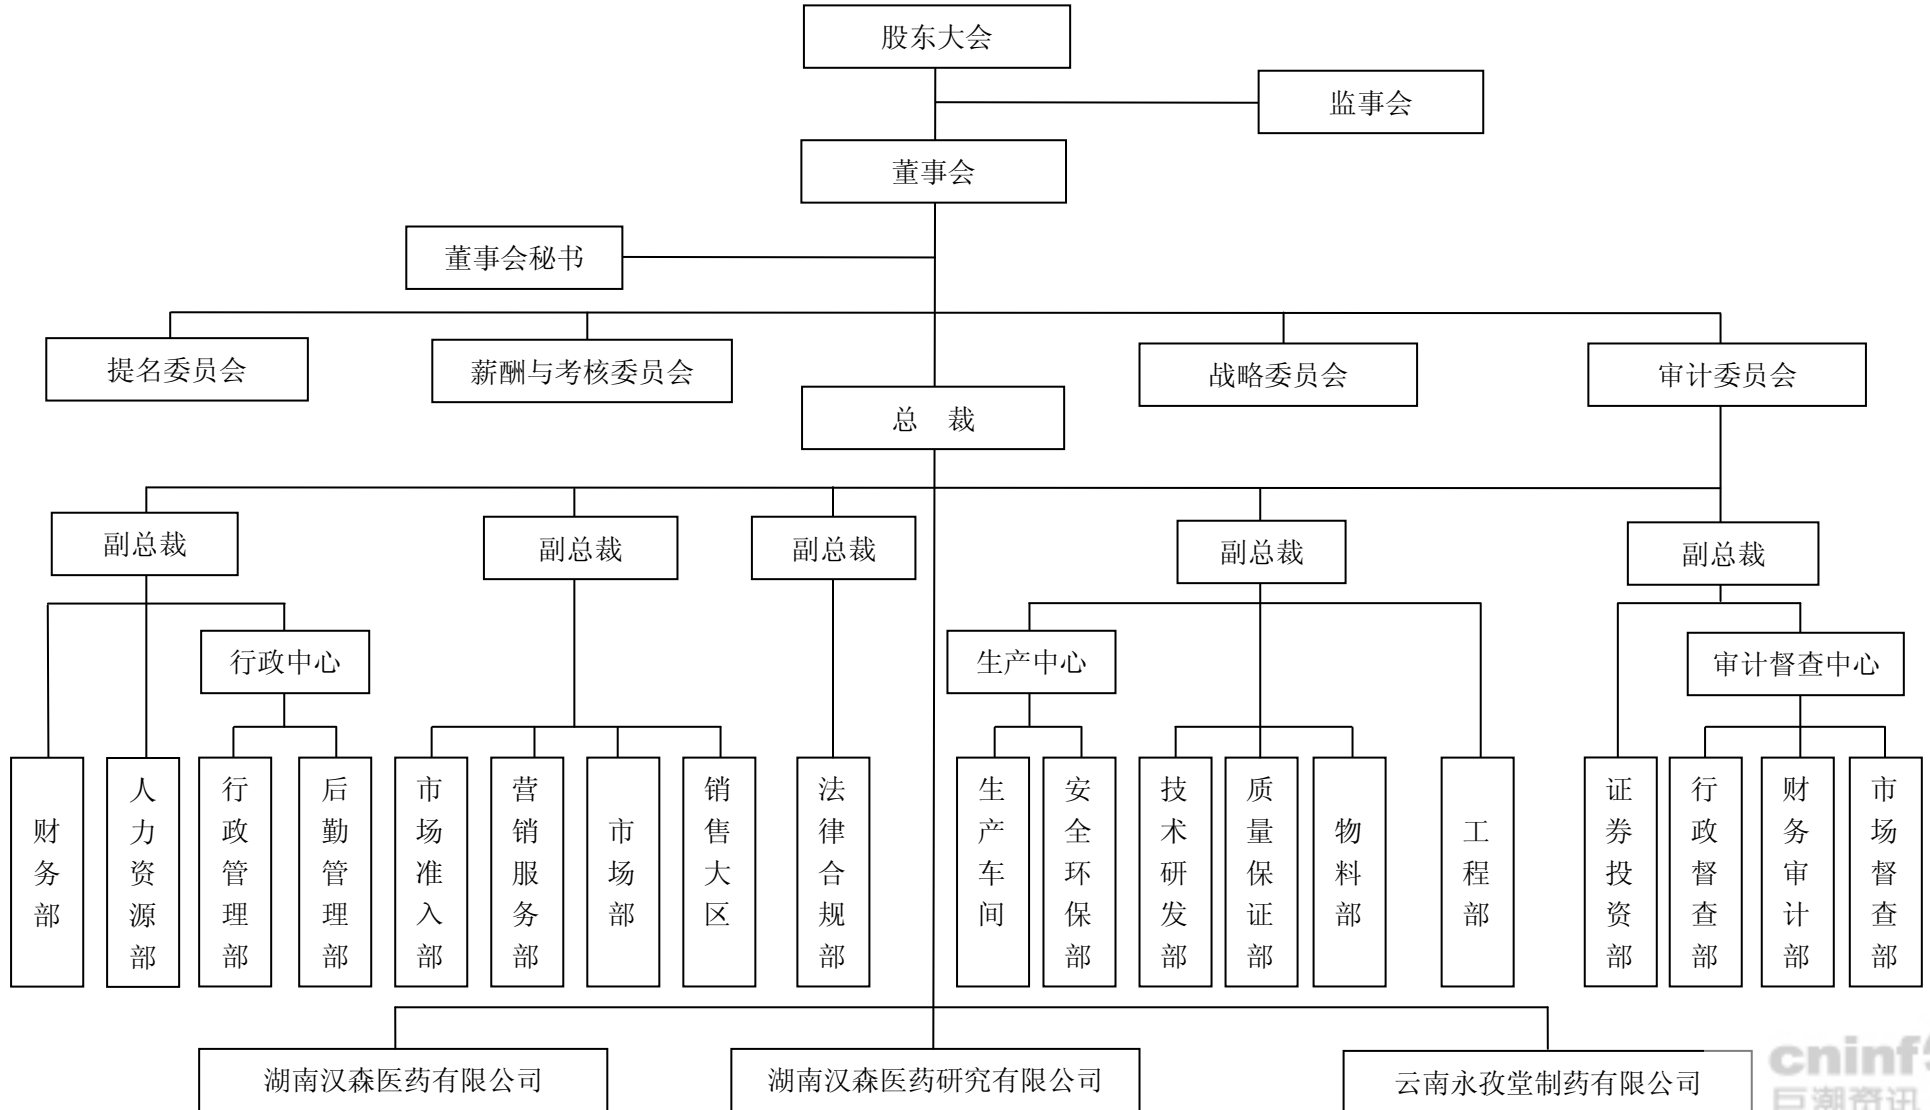 股东大会
监事会
董事会
董事会秘书
提名委员会
薪酬与考核委员会
战略委员会
审计委员会
总 裁
副总裁
副总裁
副总裁
副总裁
副总裁
行政中心
生产中心
审计督查中心
财务部
人力资源部
行政管理部
后勤管理部
市场准入部
营销服务部
市场部
销售大区
法律合规部
生产车间
安全环保部
技术研发部
质量保证部
物料部
工程部
证券投资部
行政督查部
财务审计部
市场督查部
湖南汉森医药有限公司
湖南汉森医药研究有限公司
云南永孜堂制药有限公司
cninf
巨潮资讯